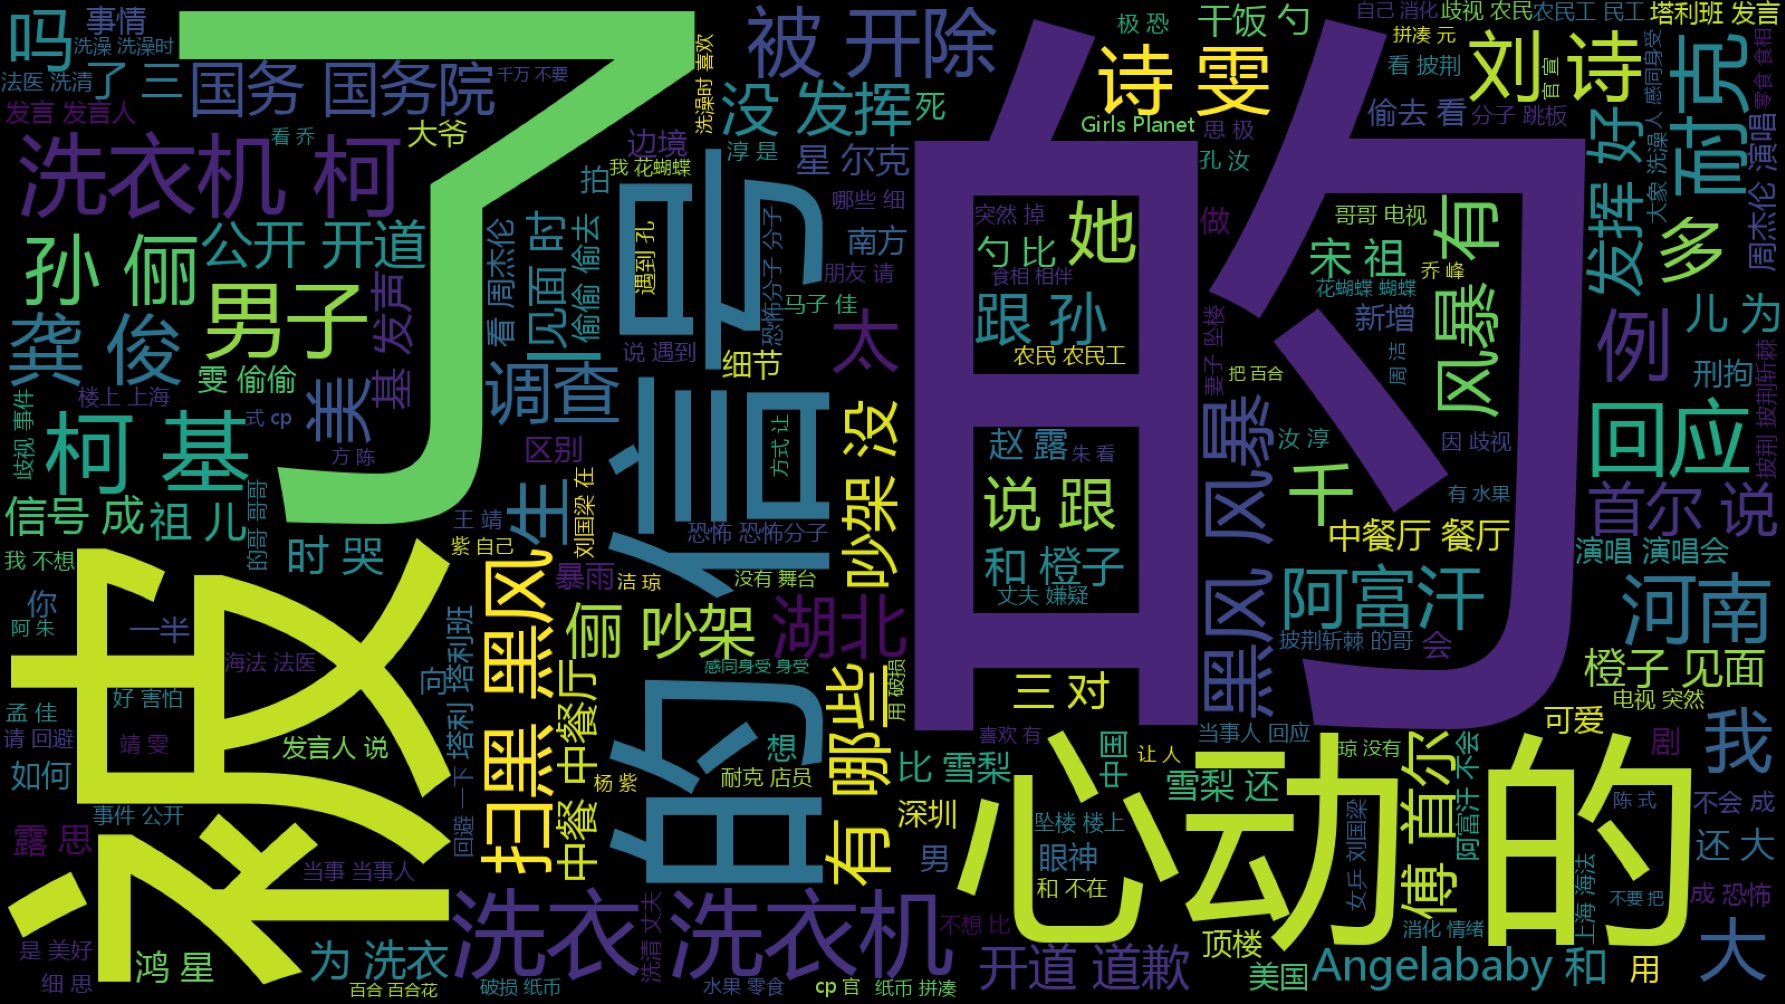 吗
事情
洗澡 洗澡时
法医 洗清
了 三
国务 国务院
千万 不要
发言 发言人
看 乔
大爷
了
洗澡时 喜欢
被 开除
没 发挥
死
边境
我 花蝴蝶
淳 是
星 尔克
拍
哪些 细
极 恐
干饭 勺
诗 雯
Girls Planet
思 极
孔 汝
自己 消化
歧视 农民
农民工 民工
塔利班 发言
拼凑 元
刘 诗
看 披荆
官 宣
偷去 看
分子 跳板
感同身受
耐克
零食 食相
发挥 好
大象 洗澡
人
周杰伦 演唱
洗衣机 柯
孙 俪
公开 开道
男子
基 发声
龚 俊
雯 偷偷
楼上 上海
美
式 cp
方 陈
柯 基
歧视 事件
信号 成
祖 儿
的哥 哥哥
时 哭
我 不想
看 周杰伦
见面 时
偷偷 偷去
信号
遇到 孔
恐怖分子 分子
南方
朋友 请
马子 佳
说 遇到
细节
太
调查
区别
方式 让
王 靖
生
刘国梁 在
紫 自己
恐怖 恐怖分子
没有 舞台
暴雨
洁 琼
吵架 没
的
突然 掉
她
勺 比
食相 相伴
跟 孙
农民 农民工
赵 露
朱 看
说 跟
和 橙子
丈夫 嫌疑
三 对
喜欢 有
做
妻子 坠楼
哥哥 电视
宋 祖
乔 峰
花蝴蝶 蝴蝶
新增
周 洁
把 百合
风暴 有
汝 淳
因 歧视
千
有 水果
中餐厅 餐厅
阿富汗
披荆斩棘 的哥
会
黑风 风暴
多
儿 为
例
刑拘
披荆 披荆斩棘
回应
首尔 说
演唱 演唱会
河南
橙子 见面
电视 突然
可爱
剧
我
被
你
阿 朱
一半
海法 法医
好 害怕
孟 佳
请 回避
靖 雯
发言人 说
如何
向
塔利 塔利班
事件 公开
露 思
当事 当事人
回避 一下
是 美好
细 思
鸿 星
为 洗衣
百合 百合花
扫黑 黑风
中餐 中餐厅
俪 吵架
湖北
感同身受 身受
用 破损
的
想
耐克 店员
杨 紫
有 哪些
比 雪梨
深圳
男
洗衣 洗衣机
洗清 丈夫
破损 纸币
水果 零食
cp 官
纸币 拼凑
不想 比
心动 的
中国
让 人
当事人 回应
雪梨 还
琼 没有
坠楼 楼上
眼神
和 不在
开道 道歉
顶楼
美国
Angelababy 和
用
女乒 刘国梁
傅 首尔
阿富汗 不会
消化 情绪
上海 海法
陈 式
不要 把
不会 成
还 大
成 恐怖
大